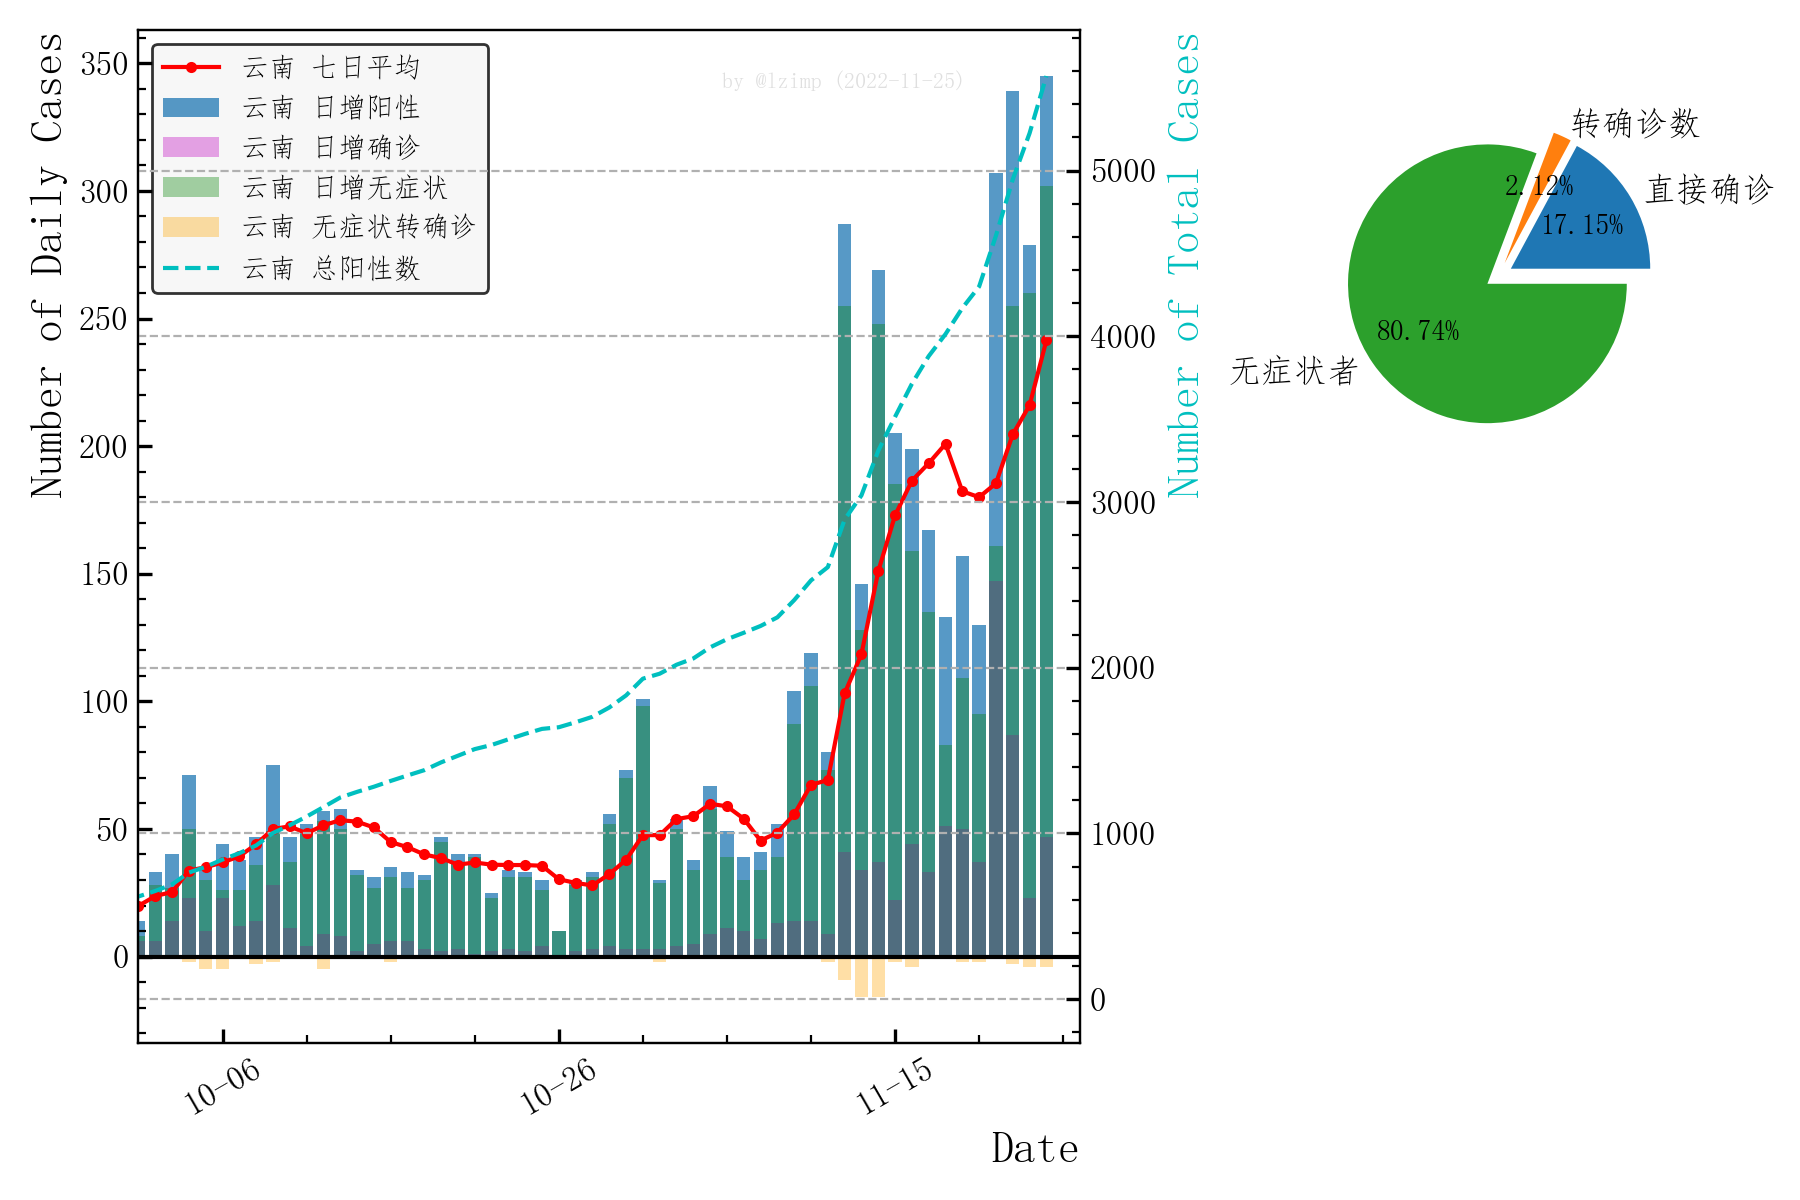 Number of Daily Cases
350
300
250
200
150
100
50
0
云南 七日平均
云南 日增阳性
云南 日增确诊
云南 日增无症状
云南 无症状转确诊
云南 总阳性数
by @lzimp (2022-11-25)
5000
4000
3000
2000
1000
0
Number of Total Cases
10-06
10-26
11-15
Date
转确诊数
2.12%
直接确诊
17.15%
80.74%
无症状者